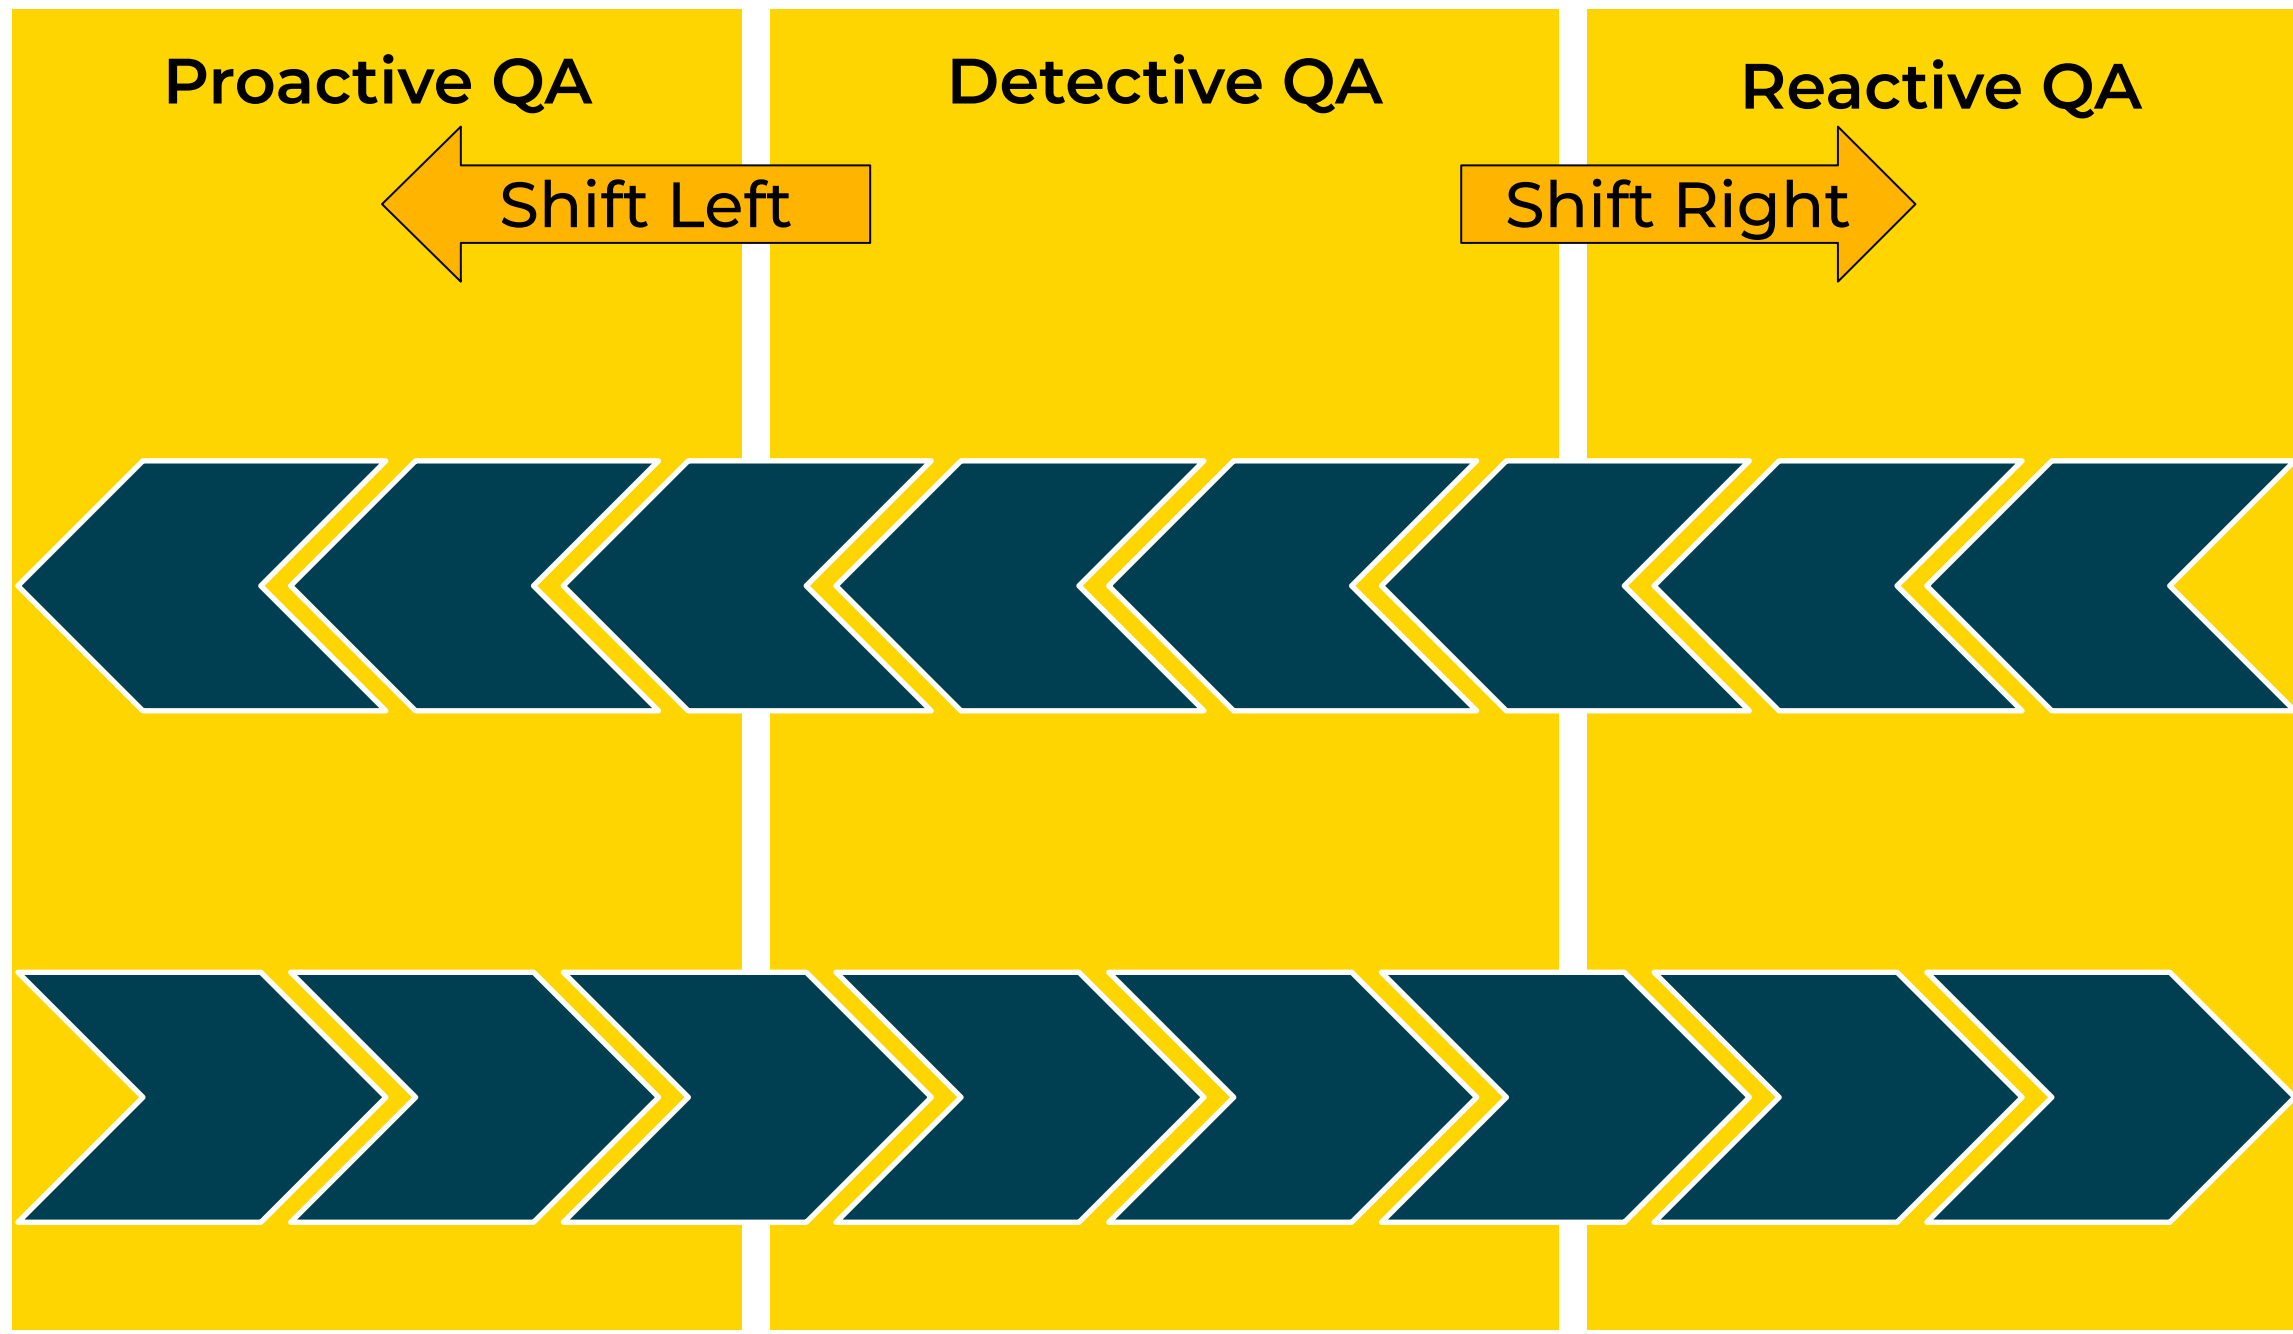 Proactive QA
Detective QA
Reactive QA
Shift Left
Shift Right